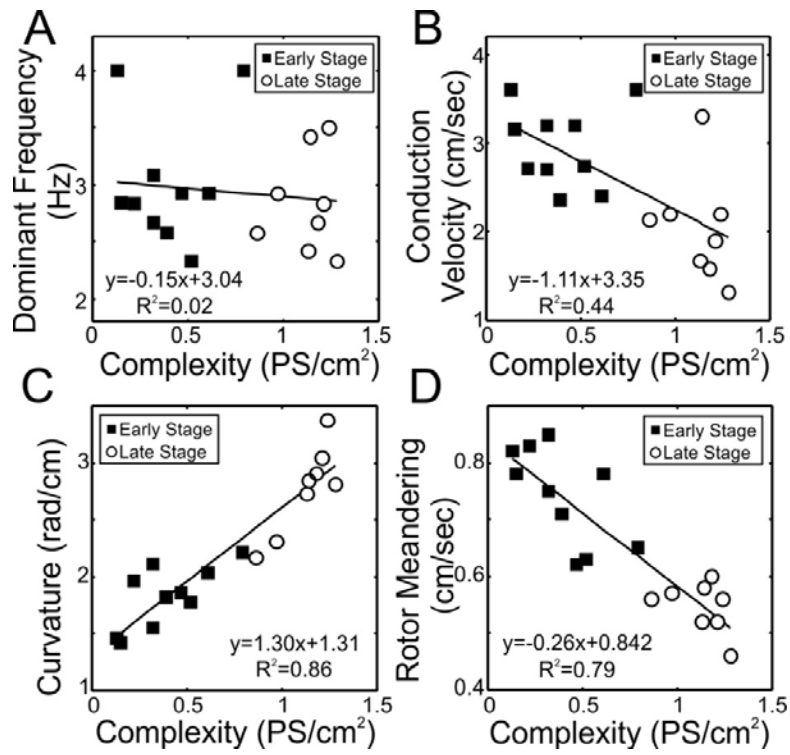 A
Dominant Frequency
(Hz)
4
3
2
Early Stage
Late Stage
y=-0.15x+3.04
R²=0.02
0
0.5
1
1.5
Complexity (PS/cm²)
B
Conduction
Velocity (cm/sec)
4
3
2
1
Early Stage
Late Stage
y=-1.11x+3.35
R²=0.44
0
0.5
1
1.5
Complexity (PS/cm²)
C
Curvature (rad/cm)
3
2
1
Early Stage
Late Stage
y=1.30x+1.31
R²=0.86
0
0.5
1
1.5
Complexity (PS/cm²)
D
Rotor Meandering
(cm/sec)
0.8
0.6
0.4
Early Stage
Late Stage
y=-0.26x+0.842
R²=0.79
0
0.5
1
1.5
Complexity (PS/cm²)